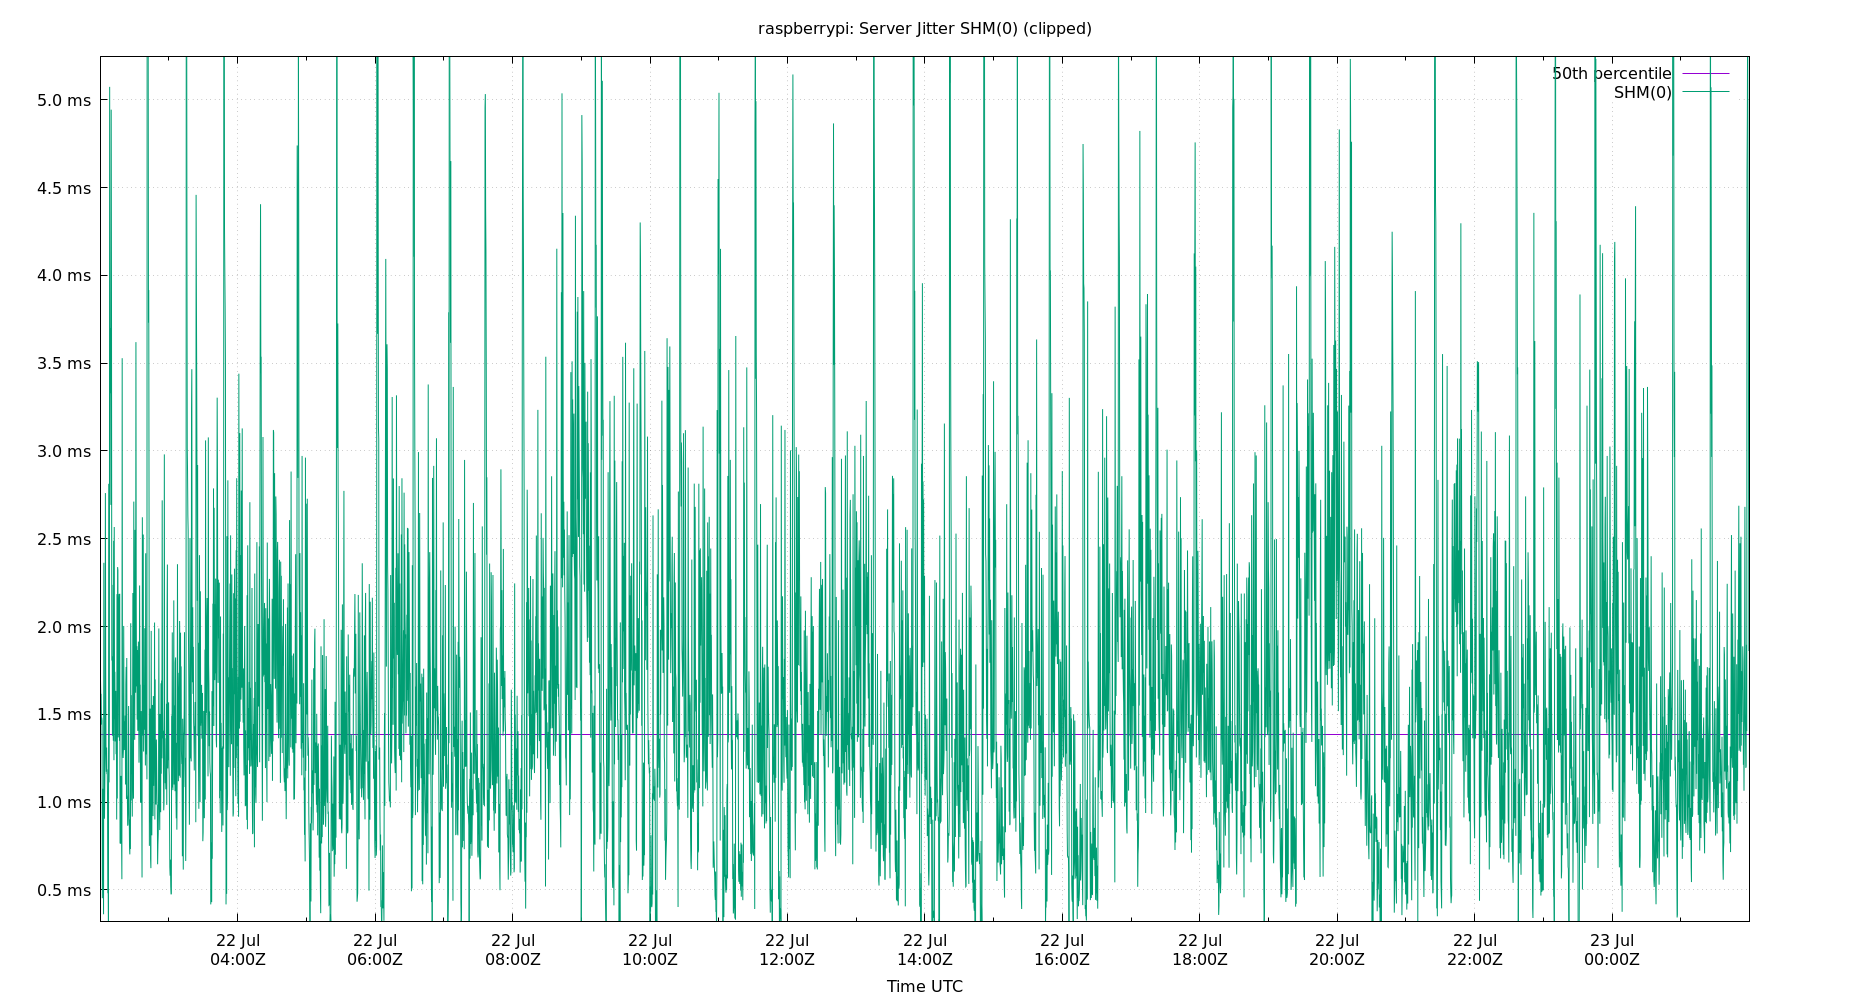 raspberrypi: Server Jitter SHM(0) (clipped)
50th percentile
SHM(0)
5.0 ms
4.5 ms
4.0 ms
3.5 ms
3.0 ms
2.5 ms
2.0 ms
1.5 ms
1.0 ms
0.5 ms
22 Jul 22 Jul 22 Jul 22 Jul 22 Jul 22 Jul 22 Jul 22 Jul 22 Jul 22 Jul 23 Jul
04:00Z 06:00Z 08:00Z 10:00Z 12:00Z 14:00Z 16:00Z 18:00Z 20:00Z 22:00Z 00:00Z
Time UTC